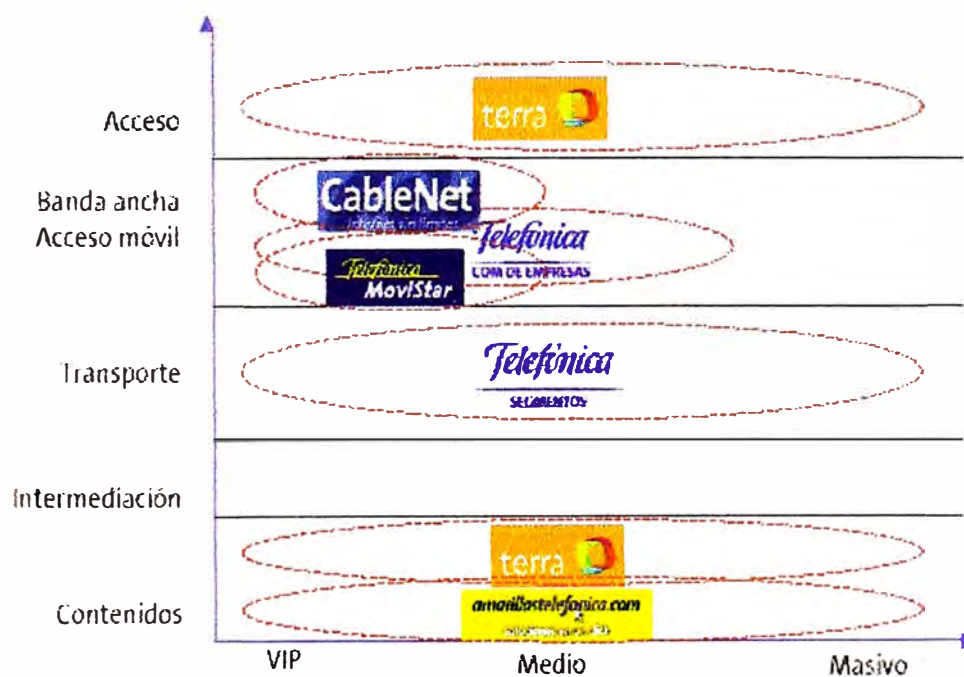 Acceso
terra
Banda ancha
Acceso móvil
CableNet
Telefónica
COM DE EMPRESAS
Telefónica
MoviStar
Transporte
Telefónica
SEGMENTOS
Intermediación
terra
Contenidos
amarillastelefonica.com
VIP
Medio
Masivo